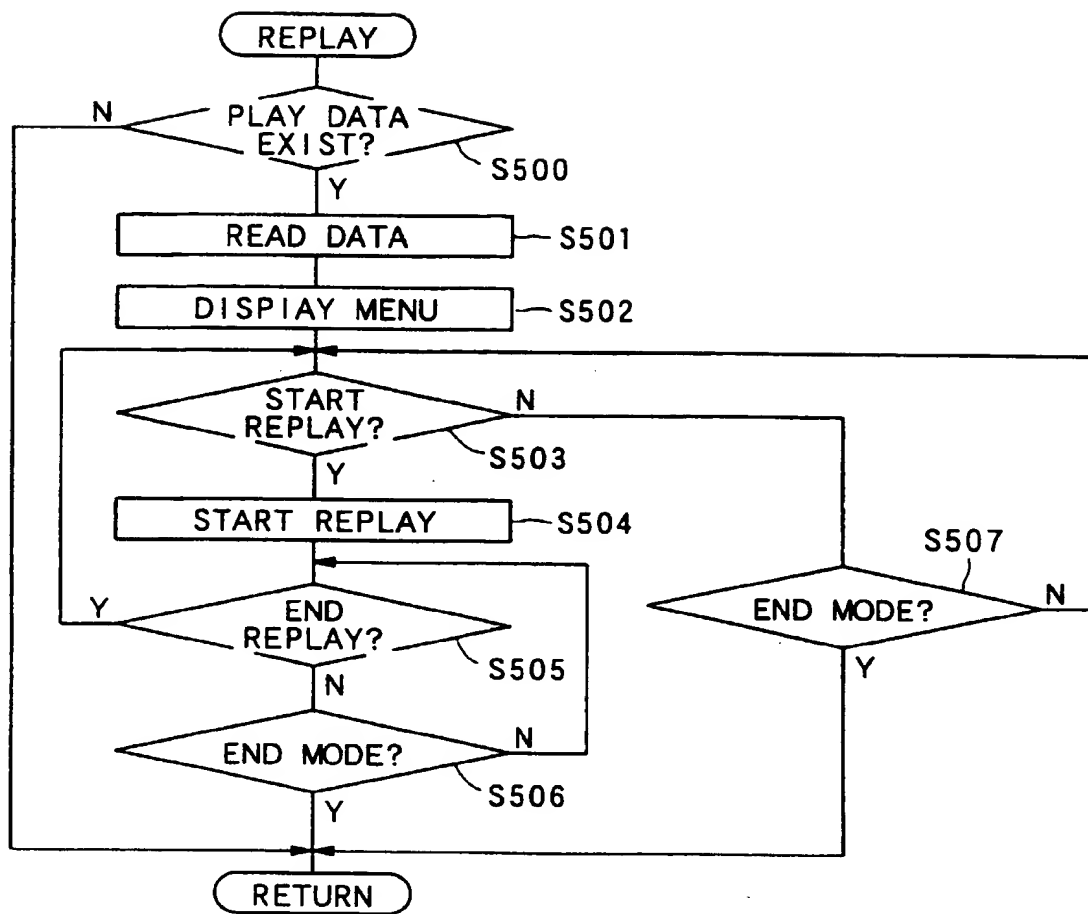 REPLAY
N
PLAY DATA
EXIST?
S500
Y
READ DATA
S501
DISPIAY MENU
S502
START
REPLAY?
N
S503
Y
START REPLAY
S504
S507
Y
END
REPLAY?
END MODE?
N
S505
N
Y
END MODE?
N
S506
Y
RETURN